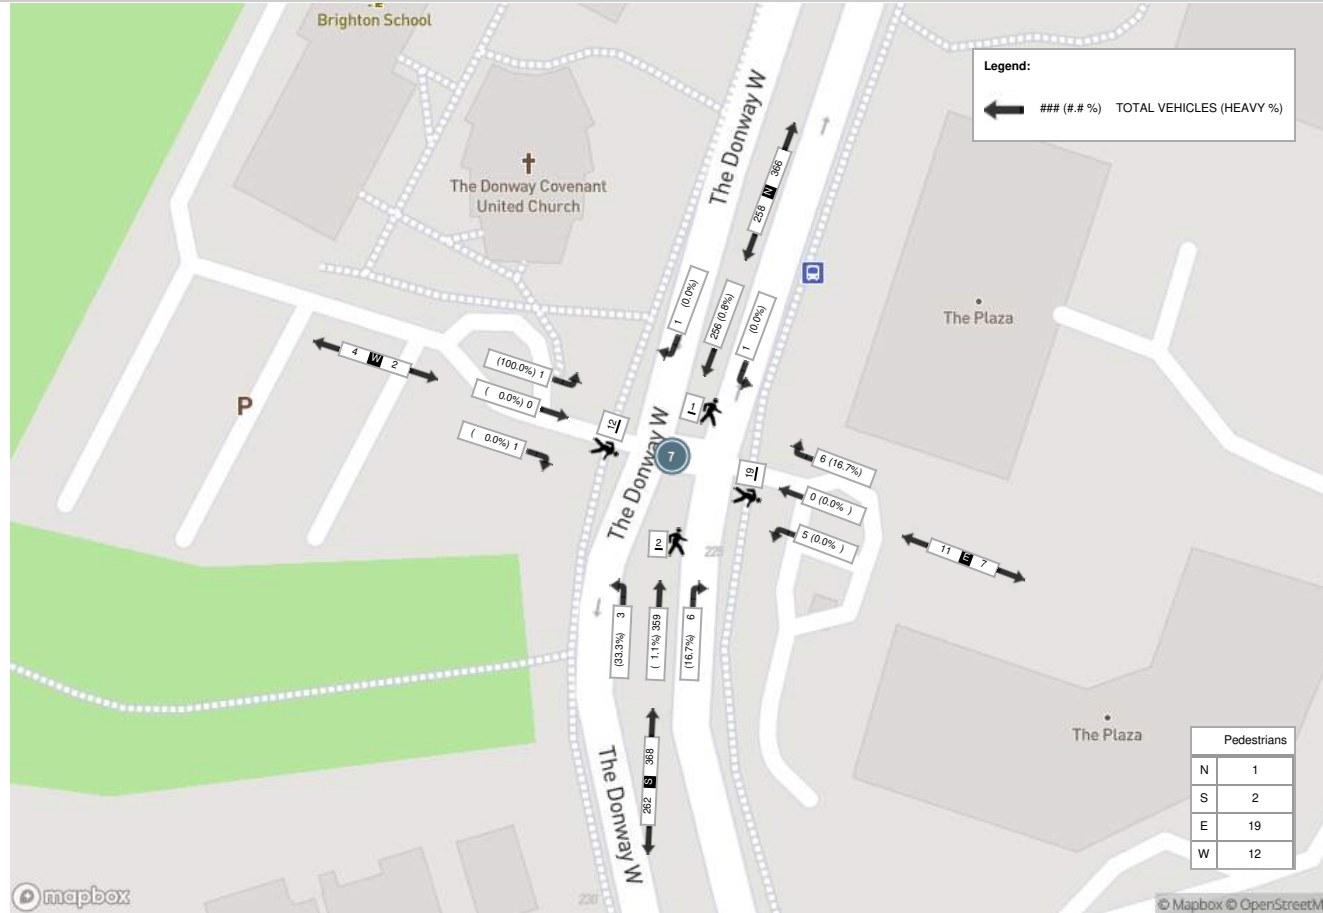 Brighton School
Legend:
### (#.# %) TOTAL VEHICLES (HEAVY %)
The Donway W
The Donway Covenant
United Church
258 N 366
1 (0.0%)
256 (0.8%)
1 (0.0%)
The Plaza
4 W 2
(100.0%) 1
( 0.0%) 0
( 0.0%) 1
P
12
1
The Donway W
7
19
6 (16.7%)
0 (0.0% )
5 (0.0% )
2
225
11 E 7
(33.3%) 3
( 1.1%) 359
(16.7%) 6
262 S 368
The Donway W
The Plaza
Pedestrians
N 1
S 2
E 19
W 12
230
mapbox
© Mapbox © OpenStreetM